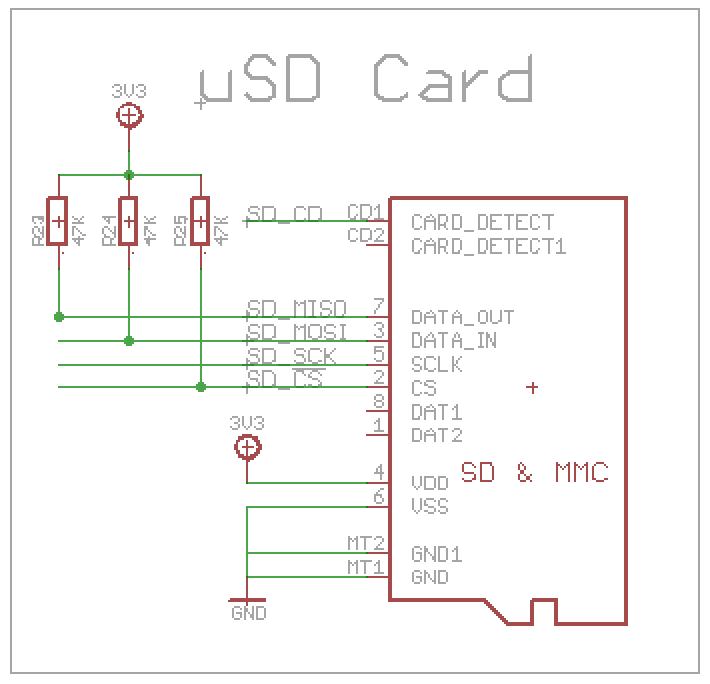 µSD Card
3V3
R23
47K
R24
47K
R25
47K
SD_CD
CD1
CARD_DETECT
CD2
CARD_DETECT1
SD_MISO
7
DATA_OUT
SD_MOSI
3
DATA_IN
SD_SCK
5
SCLK
SD_CS
2
CS
8
DAT1
3V3
1
DAT2
4
VDD
SD & MMC
6
VSS
MT2
GND1
MT1
GND
GND